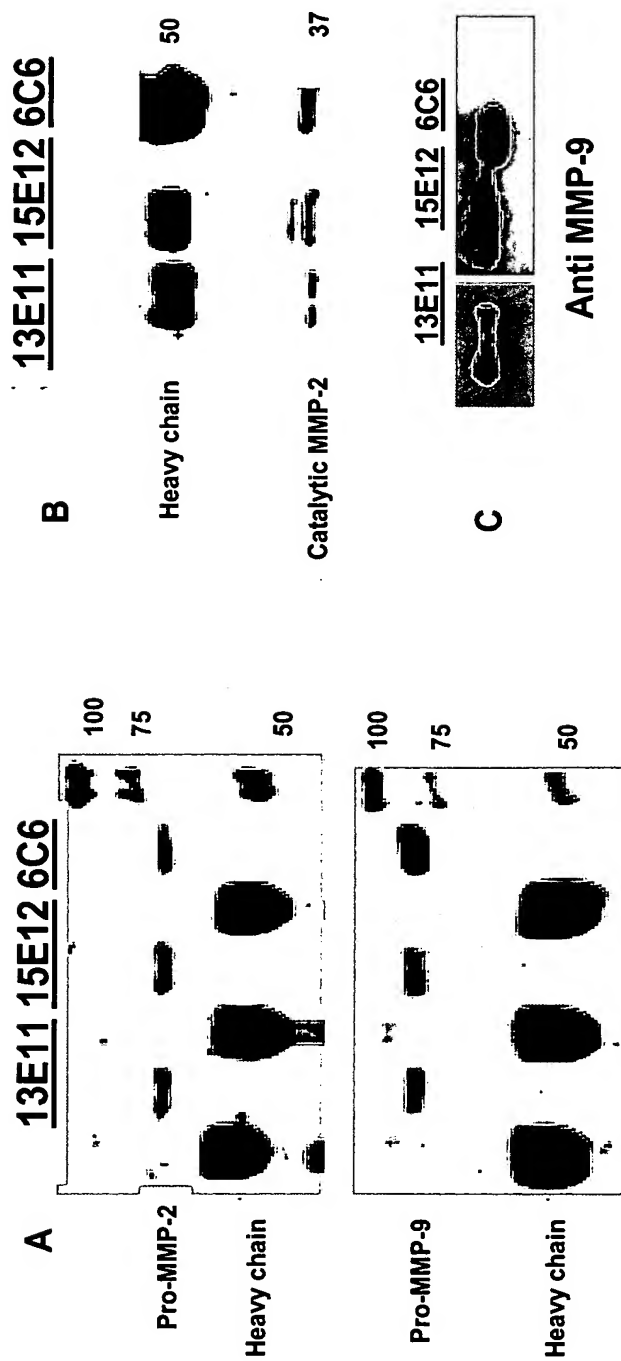 A
13E11 15E12 6C6
100
75
Pro-MMP-2
50
Heavy chain
100
75
Pro-MMP-9
50
Heavy chain
B
13E11 15E12 6C6
Heavy chain
50
Catalytic MMP-2
37
C
13E11 15E12 6C6
Anti MMP-9